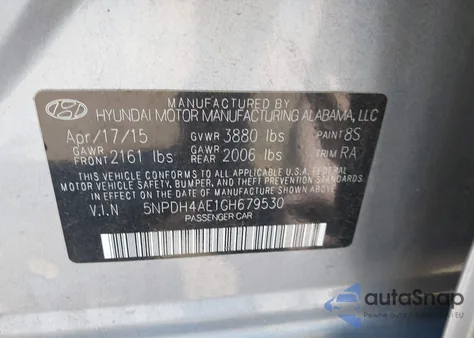 MANUFACTURED BY
HYUNDAI MOTOR MANUFACTURING ALABAMA, LLC
Apr/17/15 GVWR 3880 lbs PAINT 8S
GAWR FRONT 2161 lbs GAWR REAR 2006 lbs TRIM RA
THIS VEHICLE CONFORMS TO ALL APPLICABLE U.S.A. FEDERAL
MOTOR VEHICLE SAFETY, BUMPER, AND THEFT PREVENTION
STANDARDS IN EFFECT ON THE DATE OF MANUFACTURE SHOWN ABOVE.
V.I.N 5NPDH4AE1GH679530
PASSENGER CAR
autoSnap
Pewne auto